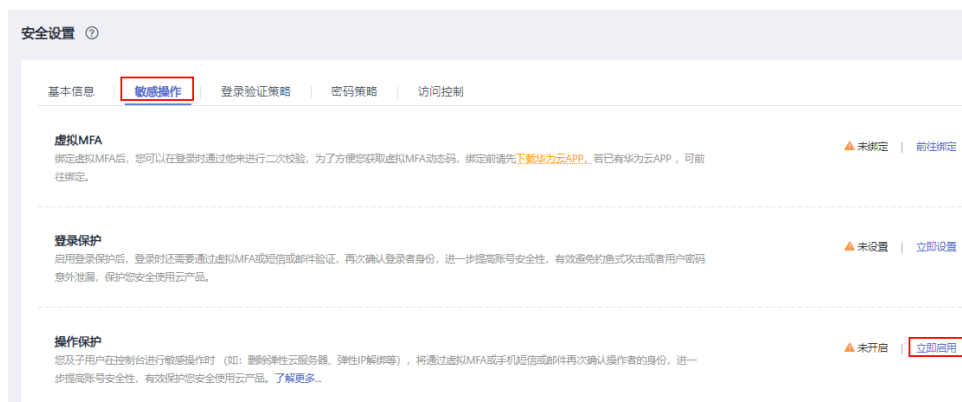 安全设置 ?
基本信息 | 敏感操作 | 登录验证策略 | 密码策略 | 访问控制
虚拟MFA
绑定虚拟MFA后，您可以在登录时通过他来进行二次校验，为了方便您获取虚拟MFA动态码，绑定前请先下载华为云APP，若已有华为云APP ，可前
往绑定。
未绑定 | 前往绑定
登录保护
启用登录保护后，登录时还需要通过虚拟MFA或短信或邮件验证，再次确认登录者身份，进一步提高账号安全性，有效避免钓鱼式攻击或者用户密码
意外泄漏，保护您安全使用云产品。
未设置 | 立即设置
操作保护
您及子用户在控制台进行敏感操作时 （如：删除弹性云服务器、弹性IP解绑等），将通过虚拟MFA或手机短信或邮件再次确认操作者的身份，进一
步提高账号安全性，有效保护您安全使用云产品。了解更多...
未开启 | 立即启用